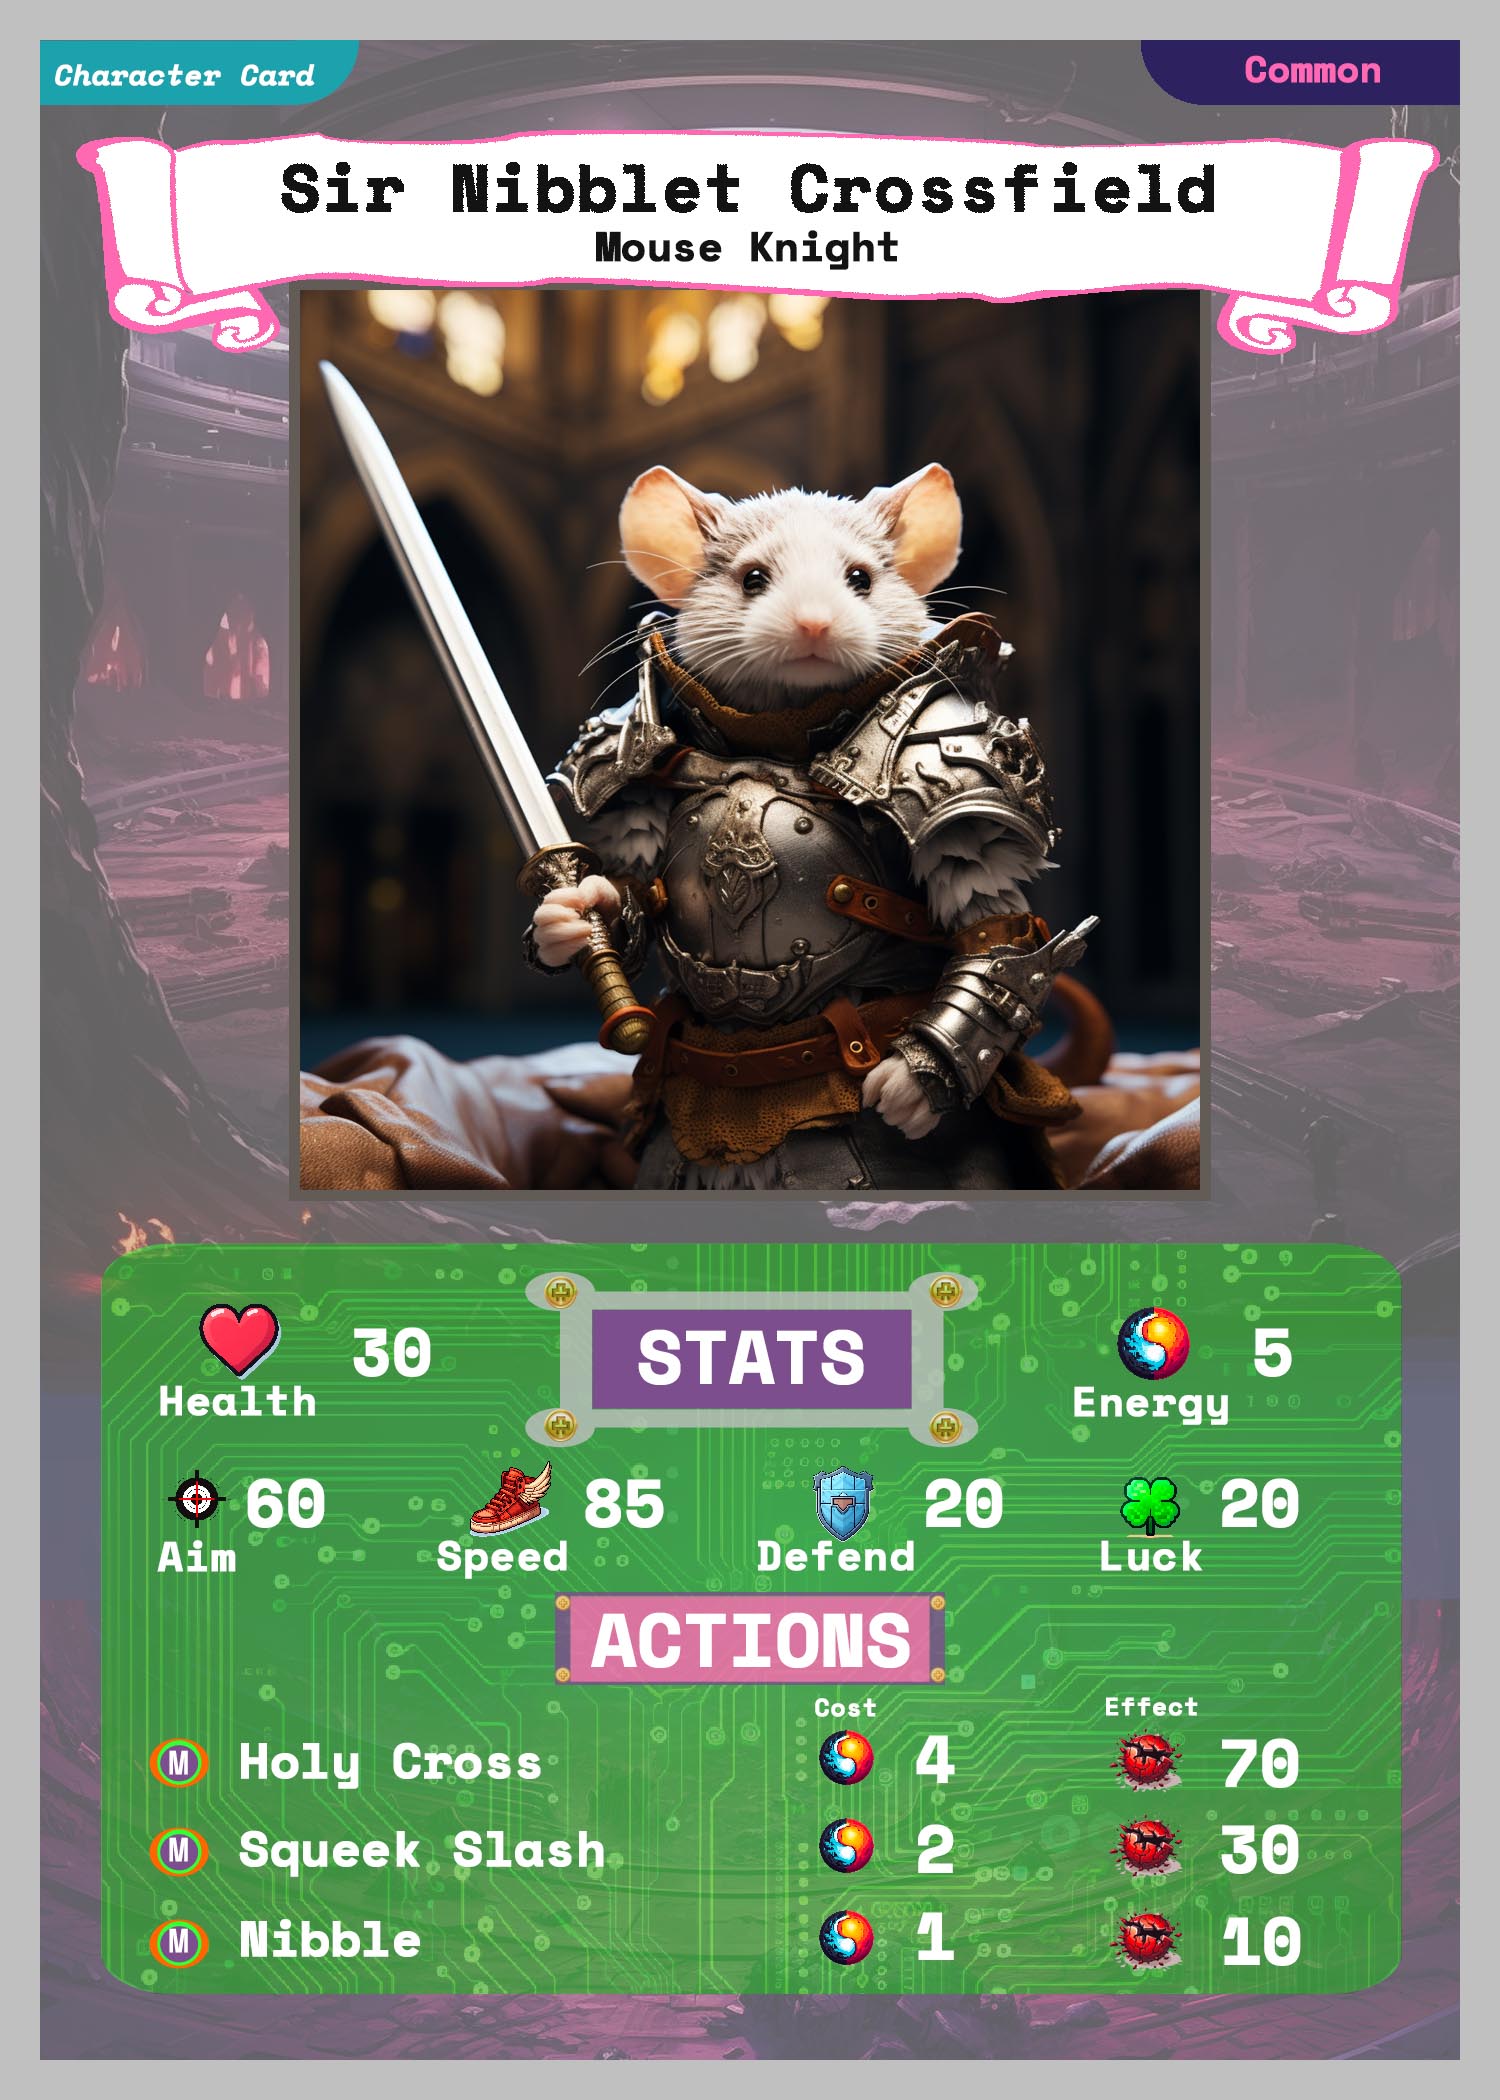 Character Card
Common
Sir Nibblet Crossfield
Mouse Knight
30
STATS
5
Health
Energy
60
85
20
20
Aim
Speed
Defend
Luck
ACTIONS
Cost
Effect
M Holy Cross 4 70
M Squeek Slash 2 30
M Nibble 1 10